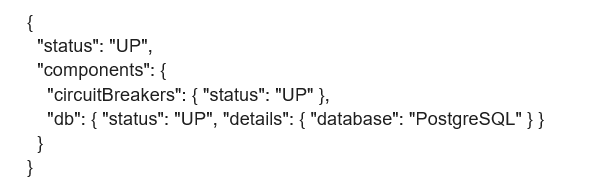 {
"status": "UP",
"components": {
"circuitBreakers": { "status": "UP" },
"db": { "status": "UP", "details": { "database": "PostgreSQL" } }
}
}